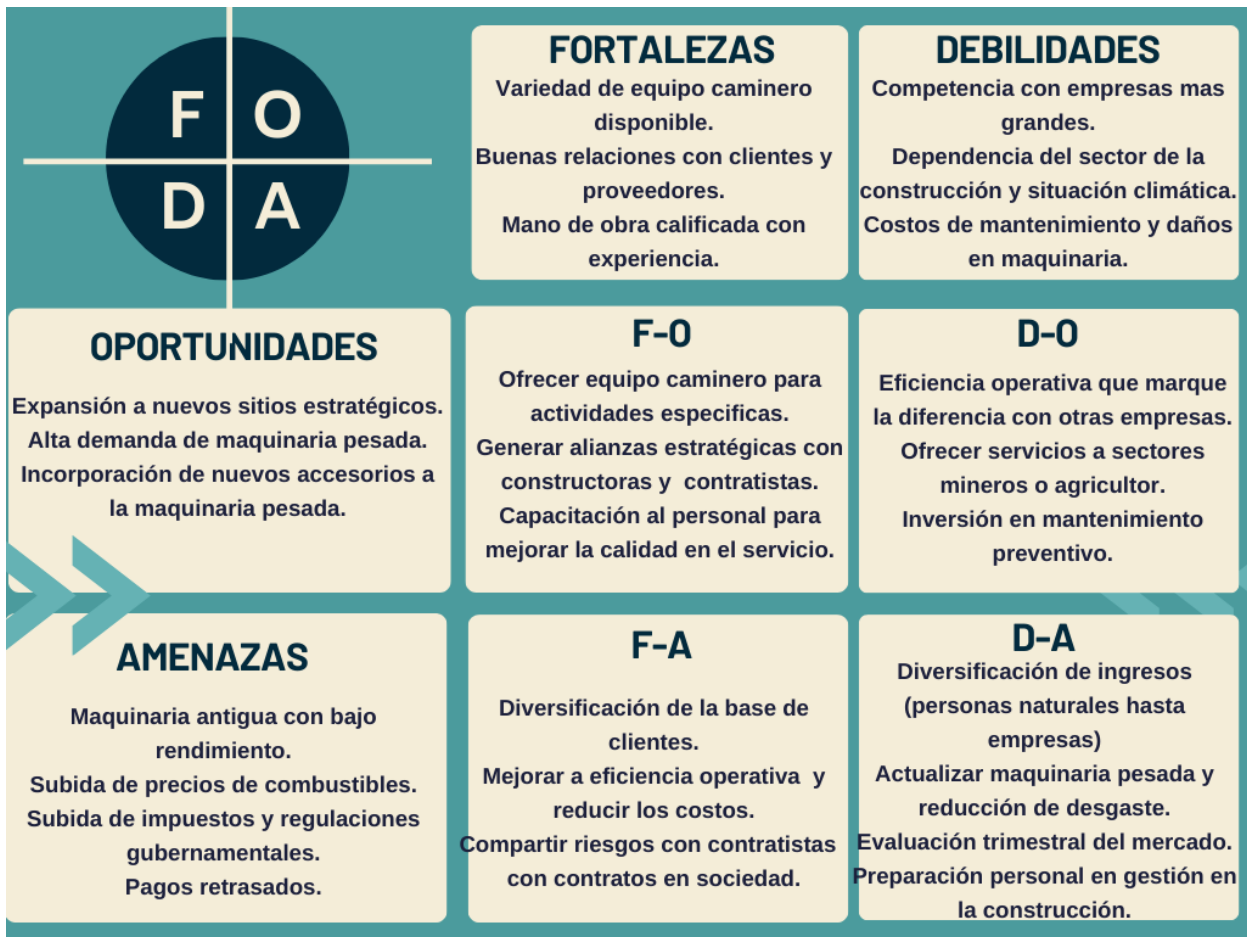 F O
D A
FORTALEZAS
Variedad de equipo caminero
disponible.
Buenas relaciones con clientes y
proveedores.
Mano de obra calificada con
experiencia.
DEBILIDADES
Competencia con empresas mas
grandes.
Dependencia del sector de la
construcción y situación climática.
Costos de mantenimiento y daños
en maquinaria.
OPORTUNIDADES
Expansión a nuevos sitios estratégicos.
Alta demanda de maquinaria pesada.
Incorporación de nuevos accesorios a
la maquinaria pesada.
F-O
Ofrecer equipo caminero para
actividades especificas.
Generar alianzas estratégicas con
constructoras y contratistas.
Capacitación al personal para
mejorar la calidad en el servicio.
D-O
Eficiencia operativa que marque
la diferencia con otras empresas.
Ofrecer servicios a sectores
mineros o agricultor.
Inversión en mantenimiento
preventivo.
AMENAZAS
Maquinaria antigua con bajo
rendimiento.
Subida de precios de combustibles.
Subida de impuestos y regulaciones
gubernamentales.
Pagos retrasados.
F-A
Diversificación de la base de
clientes.
Mejorar a eficiencia operativa y
reducir los costos.
Compartir riesgos con contratistas
con contratos en sociedad.
D-A
Diversificación de ingresos
(personas naturales hasta
empresas)
Actualizar maquinaria pesada y
reducción de desgaste.
Evaluación trimestral del mercado.
Preparación personal en gestión en
la construcción.